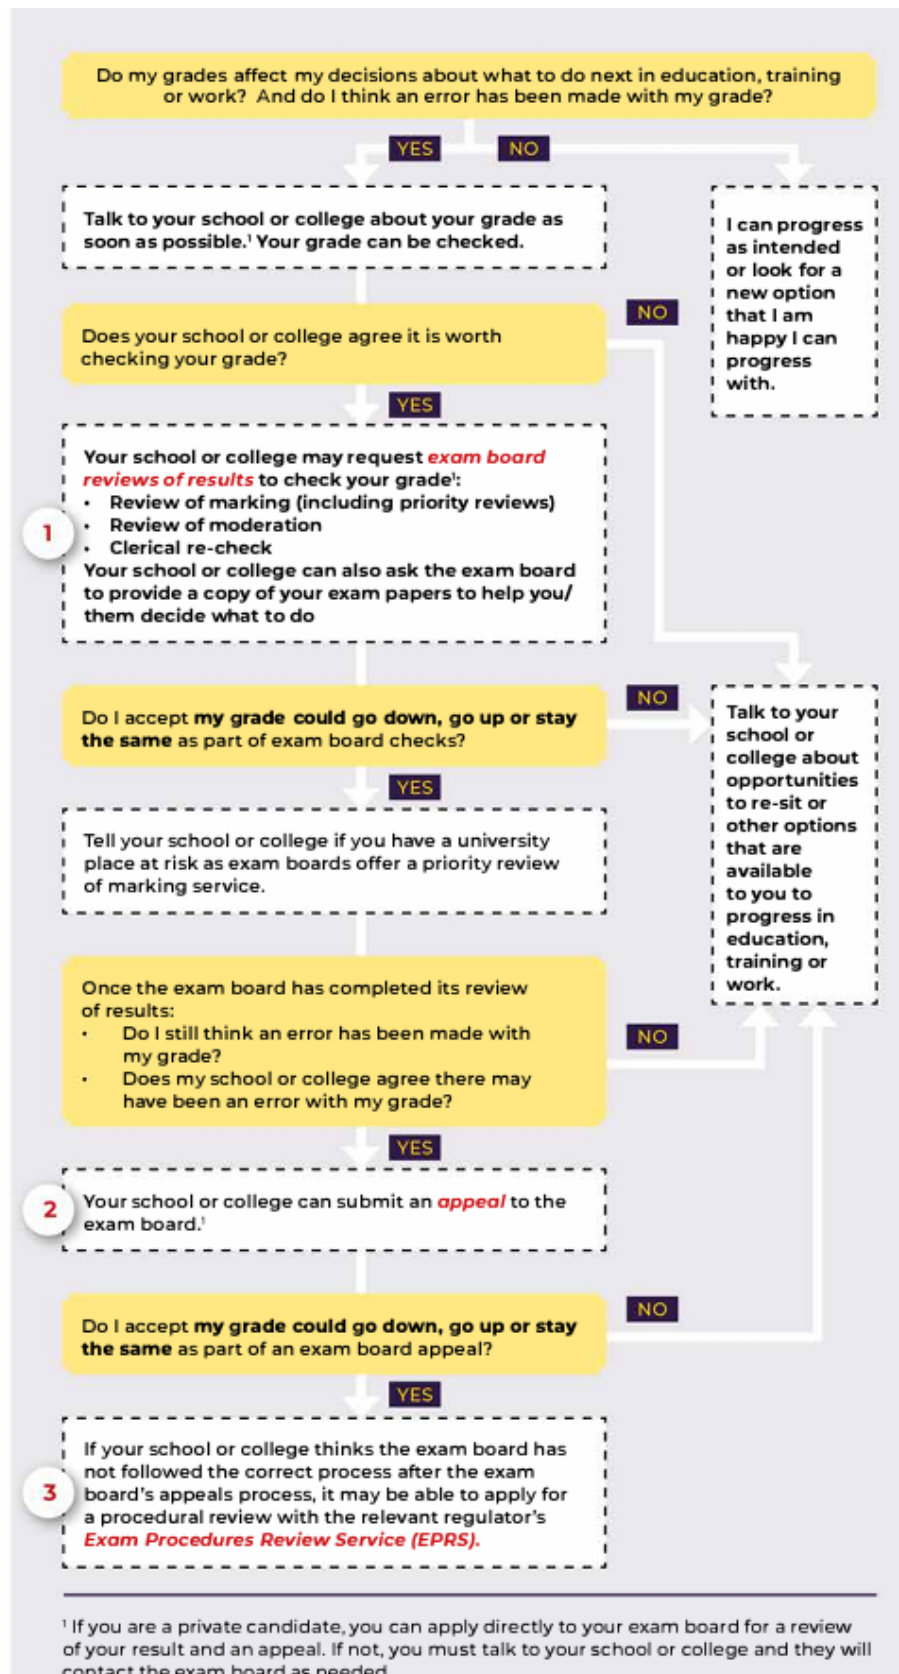 Do my grades affect my decisions about what to do next in education, training
or work? And do I think an error has been made with my grade?
YES
NO
Talk to your school or college about your grade as
soon as possible.¹ Your grade can be checked.
I can progress
as intended
or look for a
new option
that I am
happy I can
progress
with.
Does your school or college agree it is worth
checking your grade?
NO
YES
1
Your school or college may request exam board
reviews of results to check your grade¹:
• Review of marking (including priority reviews)
• Review of moderation
• Clerical re-check
Your school or college can also ask the exam board
to provide a copy of your exam papers to help you/
them decide what to do
Do I accept my grade could go down, go up or stay
the same as part of exam board checks?
NO
YES
Talk to your
school or
college about
opportunities
to re-sit or
other options
that are
available
to you to
progress in
education,
training or
work.
Tell your school or college if you have a university
place at risk as exam boards offer a priority review
of marking service.
Once the exam board has completed its review
of results:
• Do I still think an error has been made with
my grade?
• Does my school or college agree there may
have been an error with my grade?
NO
YES
2
Your school or college can submit an appeal to the
exam board.¹
Do I accept my grade could go down, go up or stay
the same as part of an exam board appeal?
NO
YES
3
If your school or college thinks the exam board has
not followed the correct process after the exam
board's appeals process, it may be able to apply for
a procedural review with the relevant regulator's
Exam Procedures Review Service (EPRS).
¹ If you are a private candidate, you can apply directly to your exam board for a review
of your result and an appeal. If not, you must talk to your school or college and they will
contact the exam board as needed